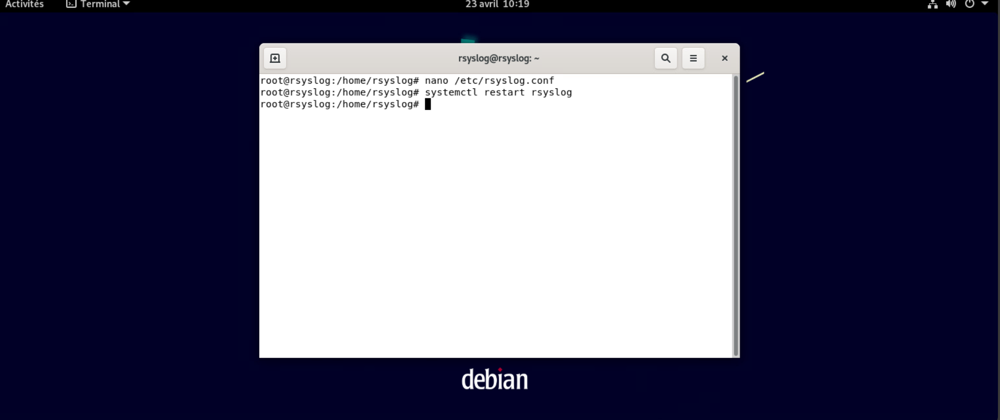 Activités Terminal 23 avril 10:19
rsyslog@rsyslog: ~
root@rsyslog:/home/rsyslog# nano /etc/rsyslog.conf
root@rsyslog:/home/rsyslog# systemctl restart rsyslog
root@rsyslog:/home/rsyslog#
debian